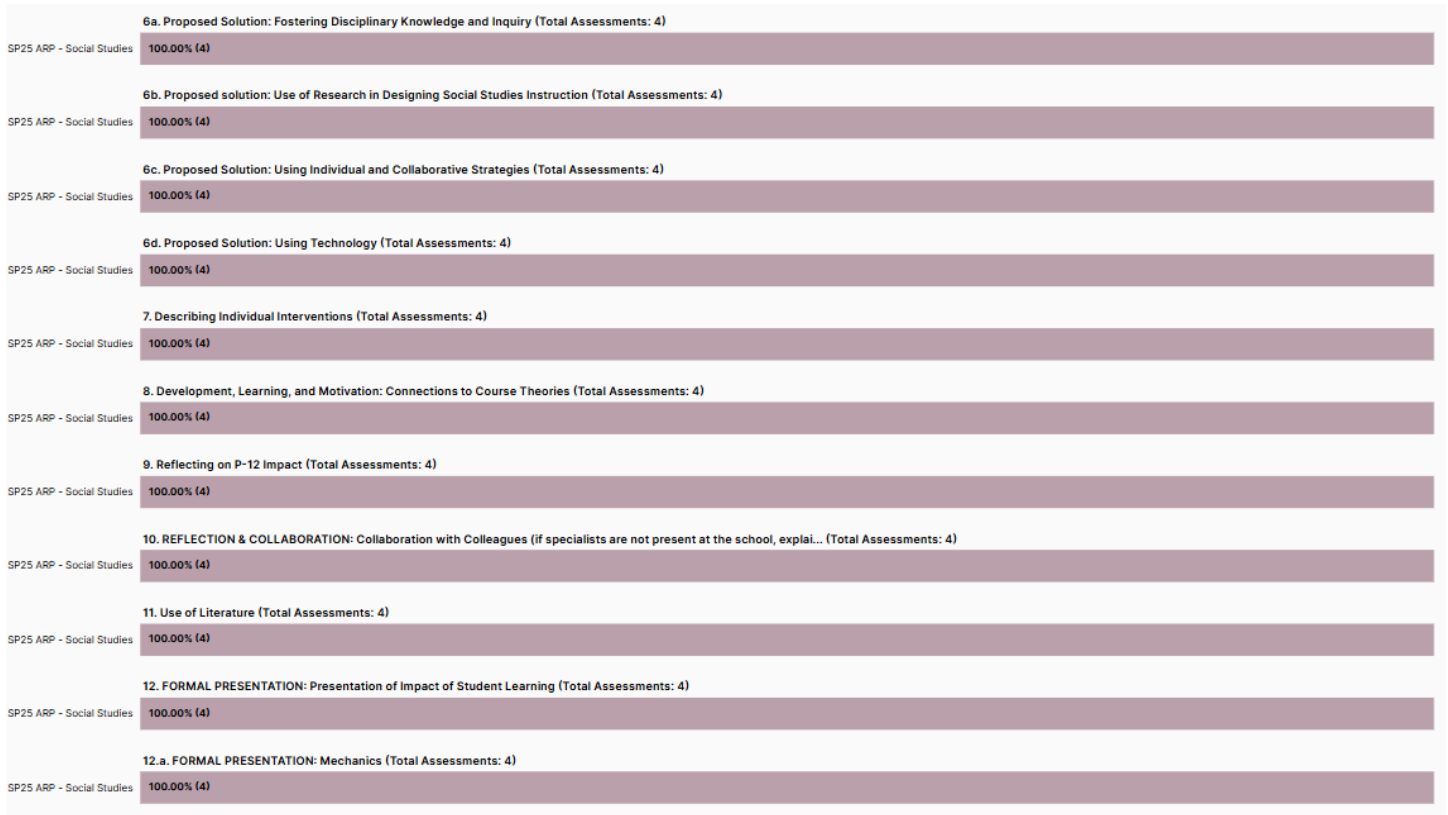 6a. Proposed Solution: Fostering Disciplinary Knowledge and Inquiry (Total Assessments: 4)
SP25 ARP - Social Studies 100.00% (4)
6b. Proposed solution: Use of Research in Designing Social Studies Instruction (Total Assessments: 4)
SP25 ARP - Social Studies 100.00% (4)
6c. Proposed Solution: Using Individual and Collaborative Strategies (Total Assessments: 4)
SP25 ARP - Social Studies 100.00% (4)
6d. Proposed Solution: Using Technology (Total Assessments: 4)
SP25 ARP - Social Studies 100.00% (4)
7. Describing Individual Interventions (Total Assessments: 4)
SP25 ARP - Social Studies 100.00% (4)
8. Development, Learning, and Motivation: Connections to Course Theories (Total Assessments: 4)
SP25 ARP - Social Studies 100.00% (4)
9. Reflecting on P-12 Impact (Total Assessments: 4)
SP25 ARP - Social Studies 100.00% (4)
10. REFLECTION & COLLABORATION: Collaboration with Colleagues (if specialists are not present at the school, explai... (Total Assessments: 4)
SP25 ARP - Social Studies 100.00% (4)
11. Use of Literature (Total Assessments: 4)
SP25 ARP - Social Studies 100.00% (4)
12. FORMAL PRESENTATION: Presentation of Impact of Student Learning (Total Assessments: 4)
SP25 ARP - Social Studies 100.00% (4)
12.a. FORMAL PRESENTATION: Mechanics (Total Assessments: 4)
SP25 ARP - Social Studies 100.00% (4)